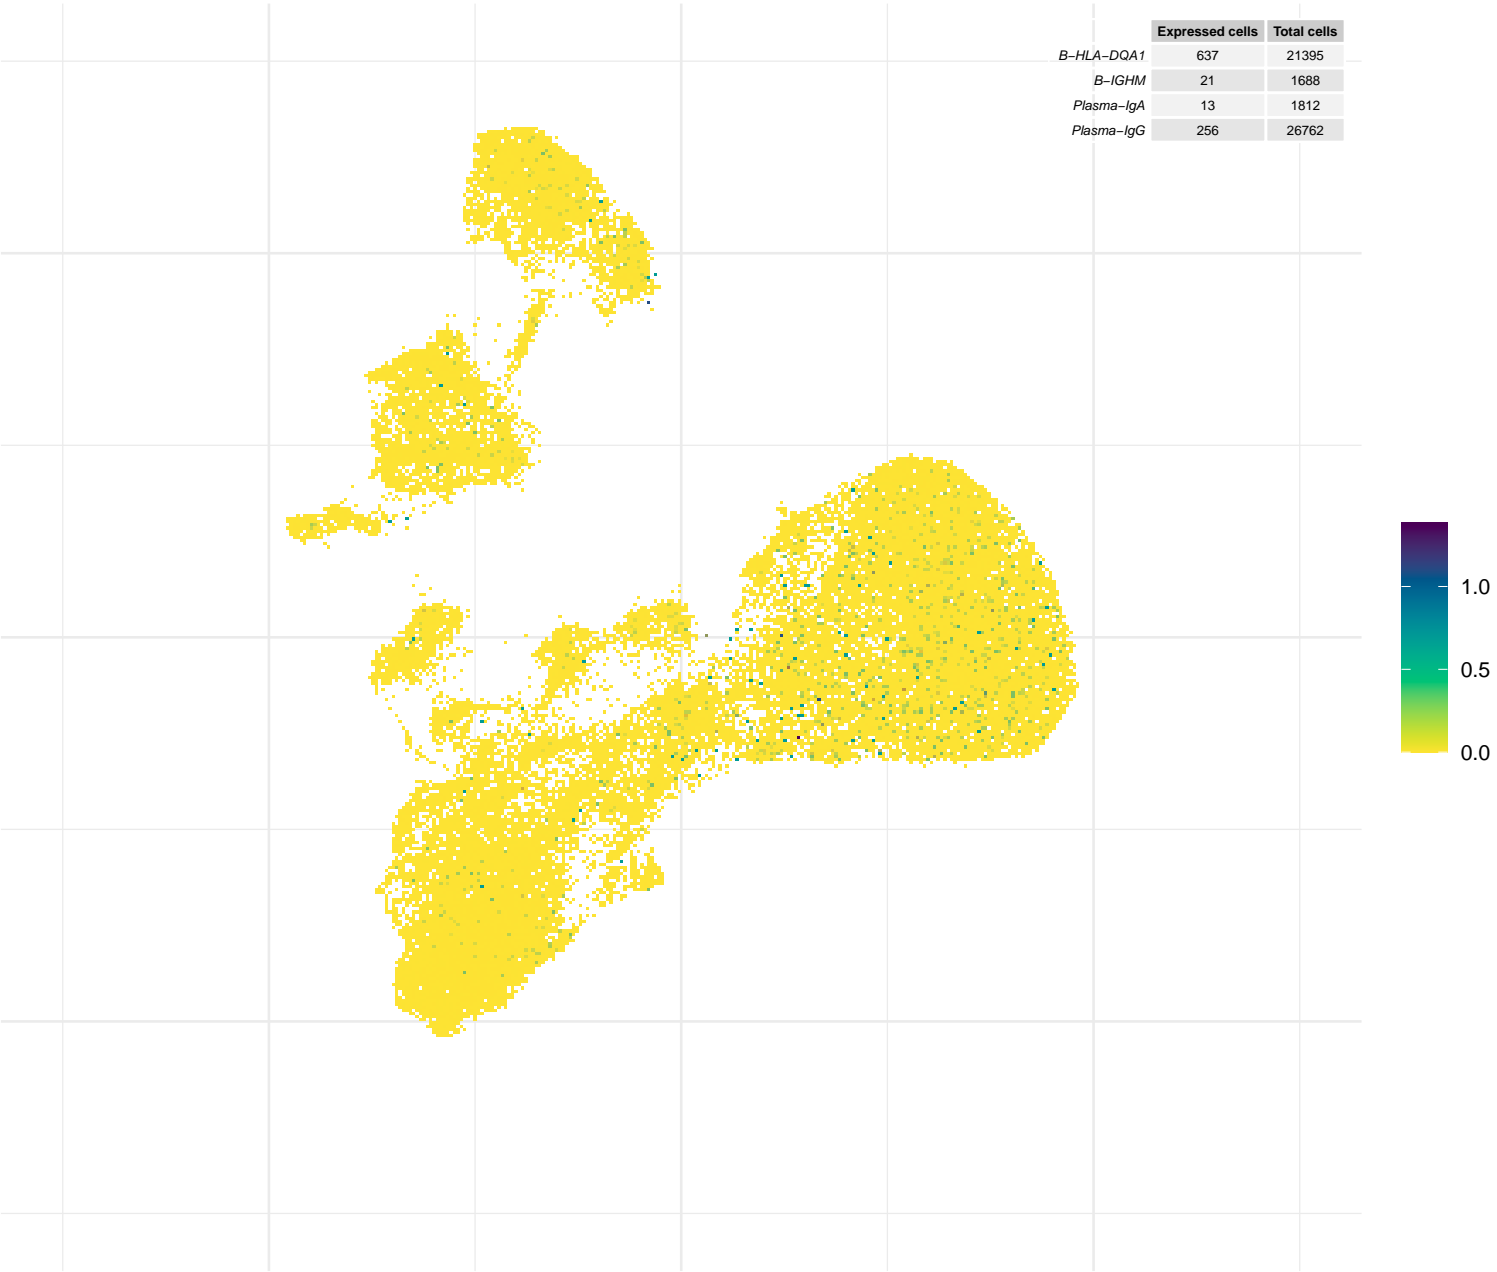 Expressed cells Total cells
B−HLA−DQA1 637 21395
B−IGHM 21 1688
Plasma−IgA 13 1812
Plasma−IgG 256 26762
1.0
0.5
0.0